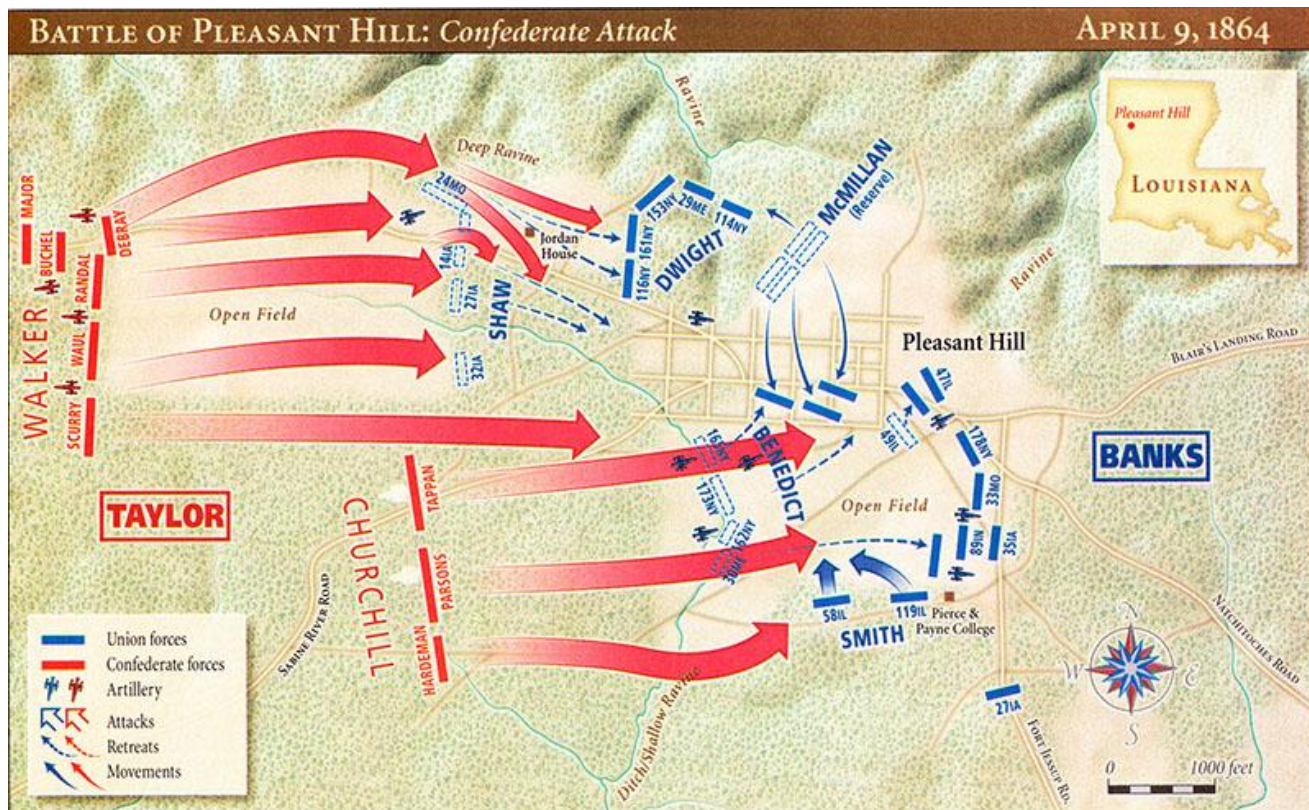 BATTLE OF PLEASANT HILL: Confederate Attack
APRIL 9, 1864
Pleasant Hill
LOUISIANA
Ravine
Deep Ravine
24MO
153NY
29ME
114NY
161NY
116NY
DWIGHT
McMILLAN
(Reserve)
Jordan
House
Ravine
MAJOR
BUCHEL
DEBRAY
RANDAL
WAUL
SCURRY
WALKER
Open Field
14IA
27IA
32IA
SHAW
Pleasant Hill
BLAIR'S LANDING ROAD
47IL
49IL
178NY
33MO
35IA
89IN
BANKS
165NY
173NY
162NY
30ME
BENEDICT
Open Field
TAYLOR
CHURCHILL
TAPPAN
PARSONS
HARDEMAN
SABINE RIVER ROAD
58IL
119IL
SMITH
Pierce &
Payne College
Ditch/Shallow Ravine
27IA
FORT JESSUP RD.
NATCHITOCHES ROAD
N
W
E
S
0 1000 feet
Union forces
Confederate forces
Artillery
Attacks
Retreats
Movements